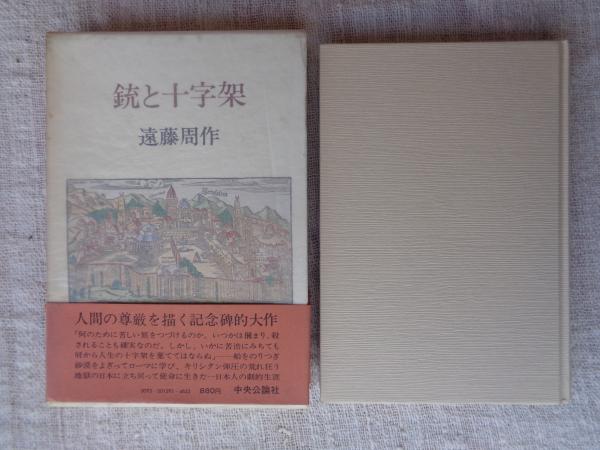 銃と十字架
遠藤周作
人間の尊厳を描く記念碑的大作
「何のために苦しい旅をつづけるのか。いつかは捕まり、殺
されることも確実なのだ。しかし、いかに苦渋にみちても
肩から人生の十字架を棄ててはならぬ」──船をのりつぎ
砂漠をよぎってローマに学び、キリシタン弾圧の荒れ狂う
地獄の日本に立ち戻って使命に生きた一日本人の劇的生涯
880円 中央公論社